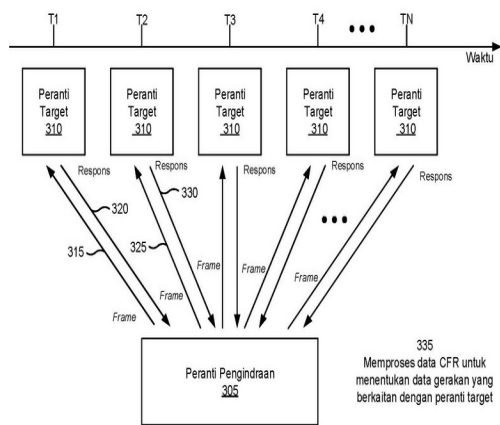 T1 T2 T3 T4 TN
Waktu
Peranti Target 310
Peranti Target 310
Peranti Target 310
Peranti Target 310
Peranti Target 310
Respons
Respons
Respons
Respons
Respons
320
330
315
325
Frame
Frame
Frame
Frame
Frame
Peranti Pengindraan
305
335
Memproses data CFR untuk
menentukan data gerakan yang
berkaitan dengan peranti target